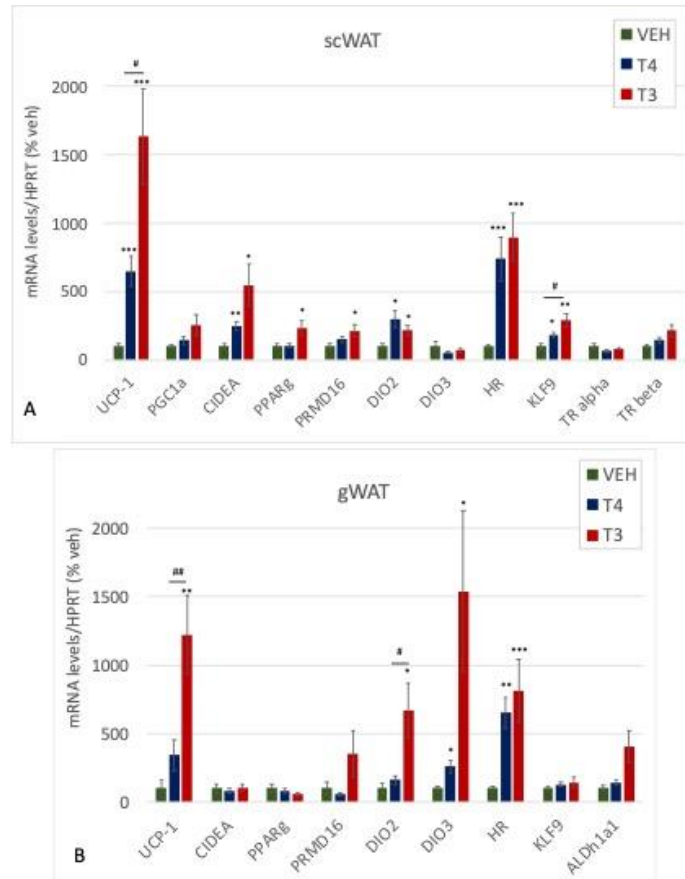 scWAT
VEH
T4
T3
mRNA levels/HPRT (% veh)
2000
1500
1000
500
0
#
***
***
**
*
*
*
*
*
***
***
#
*
**
UCP-1
PGC1a
CIDEA
PPARg
PRMD16
DIO2
DIO3
HR
KLF9
TR alpha
TR beta
A
gWAT
VEH
T4
T3
mRNA levels/HPRT (% veh)
2000
1500
1000
500
0
##
**
#
*
*
*
**
***
UCP-1
CIDEA
PPARg
PRMD16
DIO2
DIO3
HR
KLF9
ALDh1a1
B